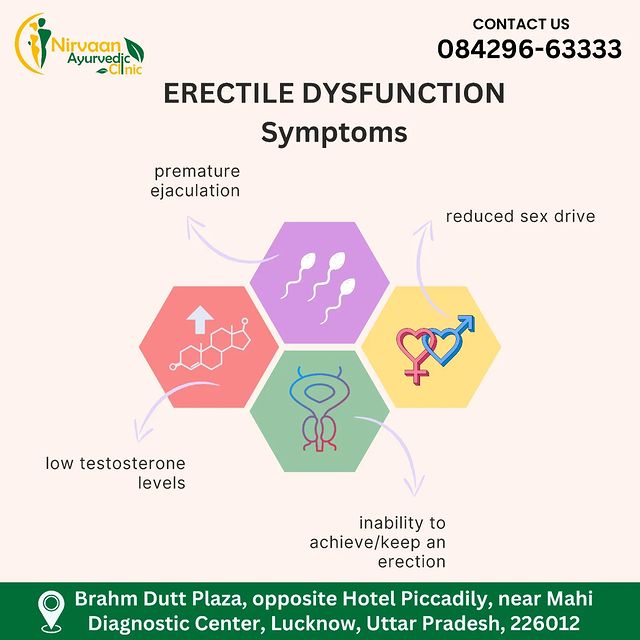 Nirvaan
Ayurvedic
Clinic
CONTACT US
084296-63333
ERECTILE DYSFUNCTION
Symptoms
premature
ejaculation
reduced sex drive
low testosterone
levels
inability to
achieve/keep an
erection
Brahm Dutt Plaza, opposite Hotel Piccadily, near Mahi
Diagnostic Center, Lucknow, Uttar Pradesh, 226012